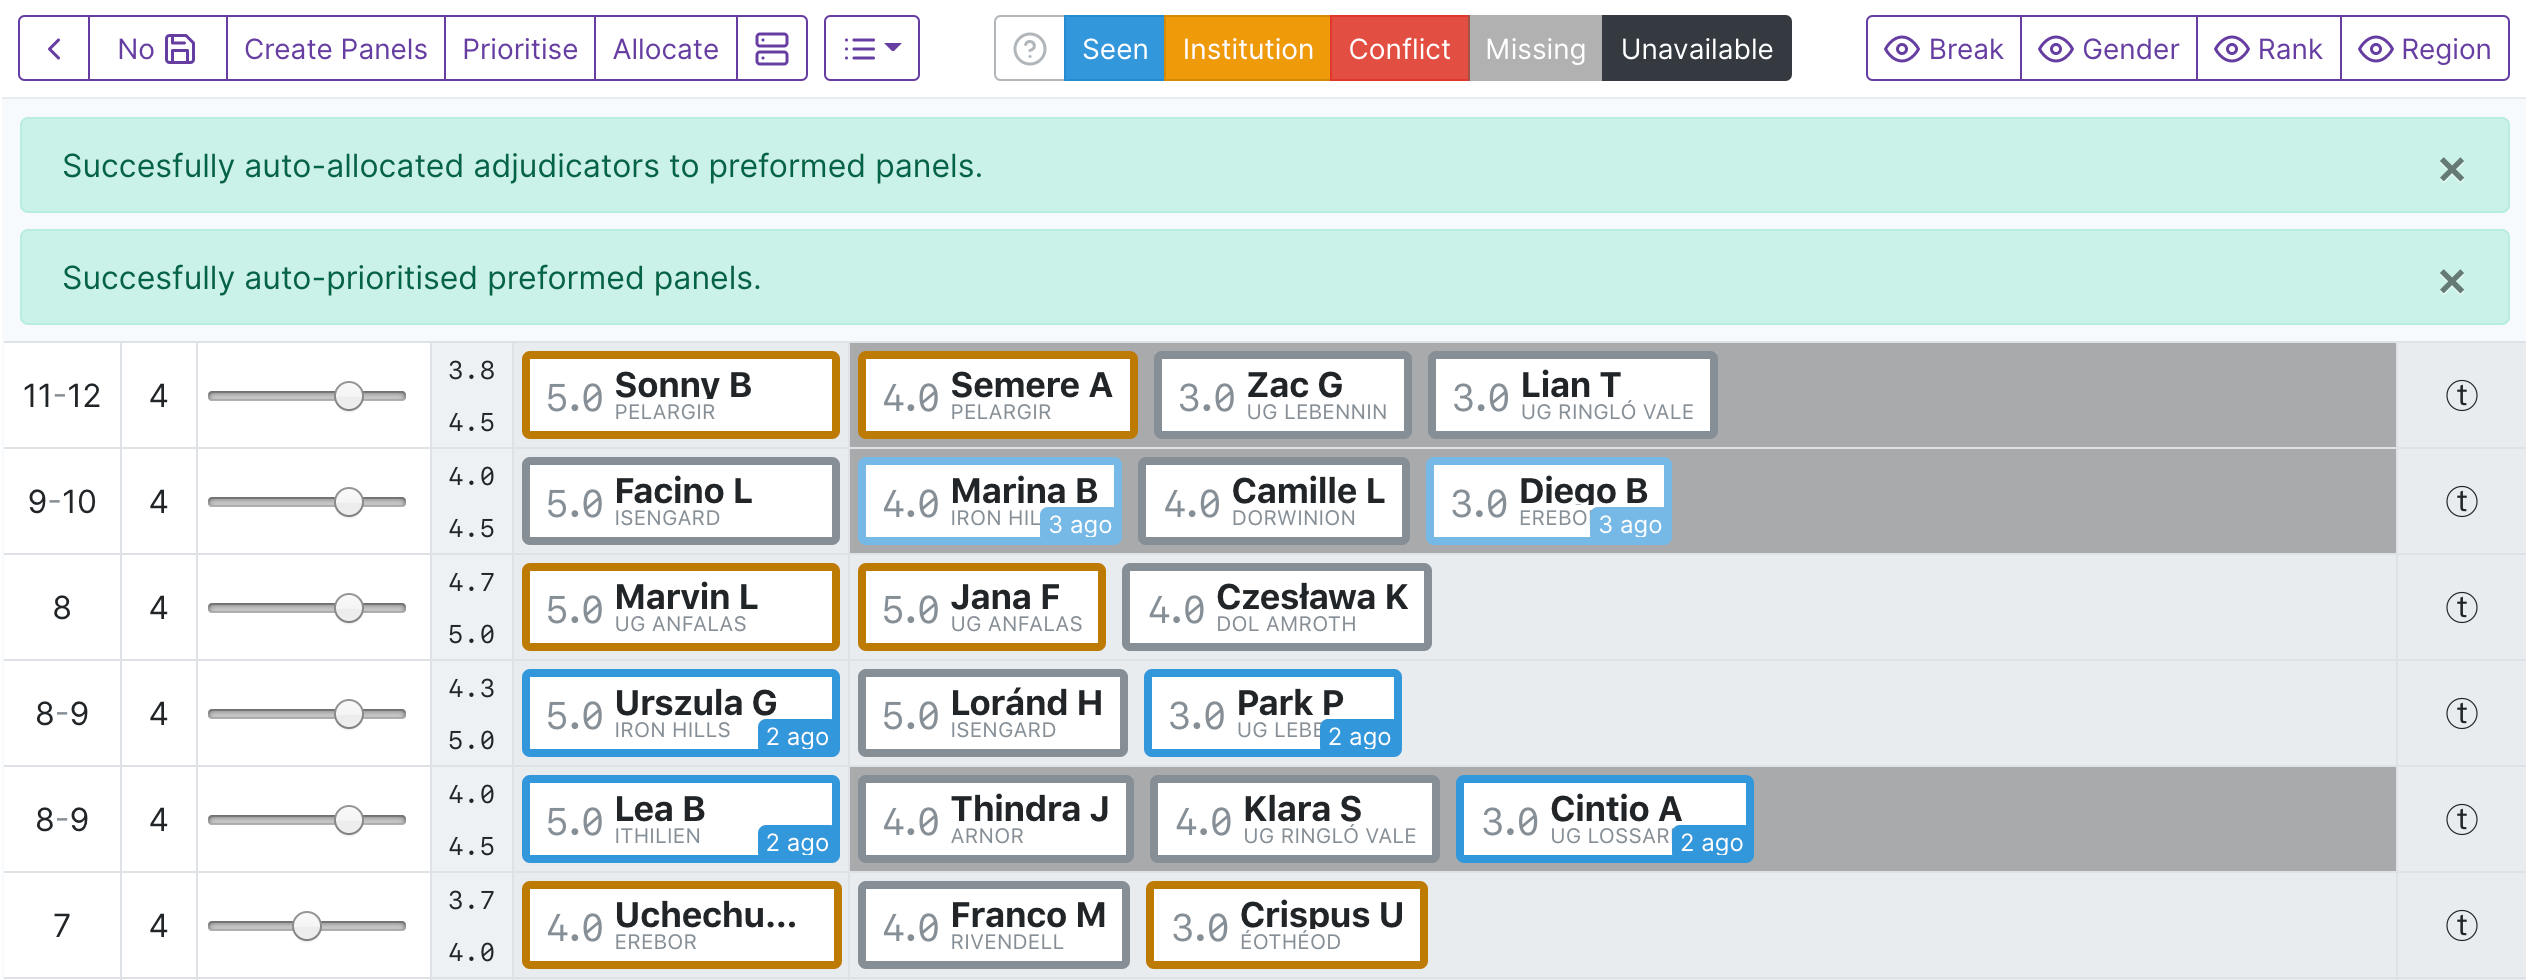 No Create Panels Prioritise Allocate Seen Institution Conflict Missing Unavailable Break Gender Rank Region
Succesfully auto-allocated adjudicators to preformed panels.
Succesfully auto-prioritised preformed panels.
11-12 4 3.8 4.5 5.0 Sonny B PELARGIR 4.0 Semere A PELARGIR 3.0 Zac G UG LEBENNIN 3.0 Lian T UG RINGLÓ VALE t
9-10 4 4.0 4.5 5.0 Facino L ISENGARD 4.0 Marina B IRON HIL 3 ago 4.0 Camille L DORWINION 3.0 Diego B EREBO 3 ago t
8 4 4.7 5.0 5.0 Marvin L UG ANFALAS 5.0 Jana F UG ANFALAS 4.0 Czesława K DOL AMROTH t
8-9 4 4.3 5.0 5.0 Urszula G IRON HILLS 2 ago 5.0 Loránd H ISENGARD 3.0 Park P UG LEBE 2 ago t
8-9 4 4.0 4.5 5.0 Lea B ITHILIEN 2 ago 4.0 Thindra J ARNOR 4.0 Klara S UG RINGLÓ VALE 3.0 Cintio A UG LOSSAR 2 ago t
7 4 3.7 4.0 4.0 Uchechu... EREBOR 4.0 Franco M RIVENDELL 3.0 Crispus U ÉOTHÉOD t